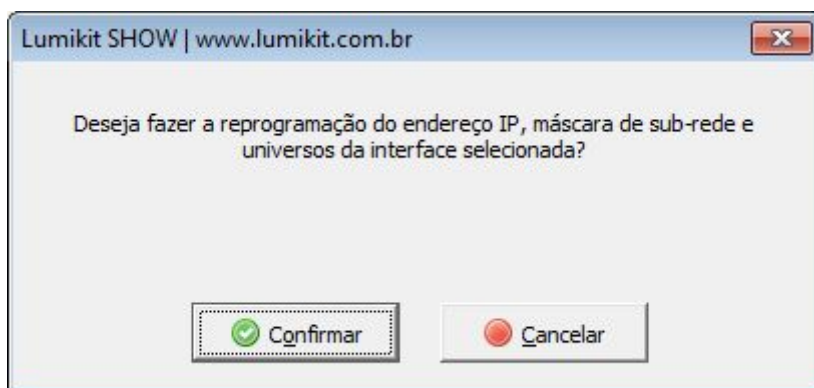 Lumikit SHOW | www.lumikit.com.br
Deseja fazer a reprogramação do endereço IP, máscara de sub-rede e
universos da interface selecionada?
Confirmar
Cancelar